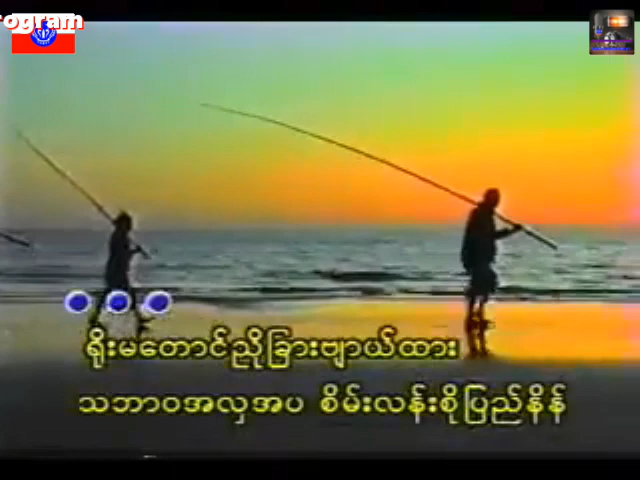 rogram
ရိုးမတောင်ညိုခြားဗျာယ်ထား
သဘာဝအလှအပ စိမ်းလန်းစိုပြည်နိန်